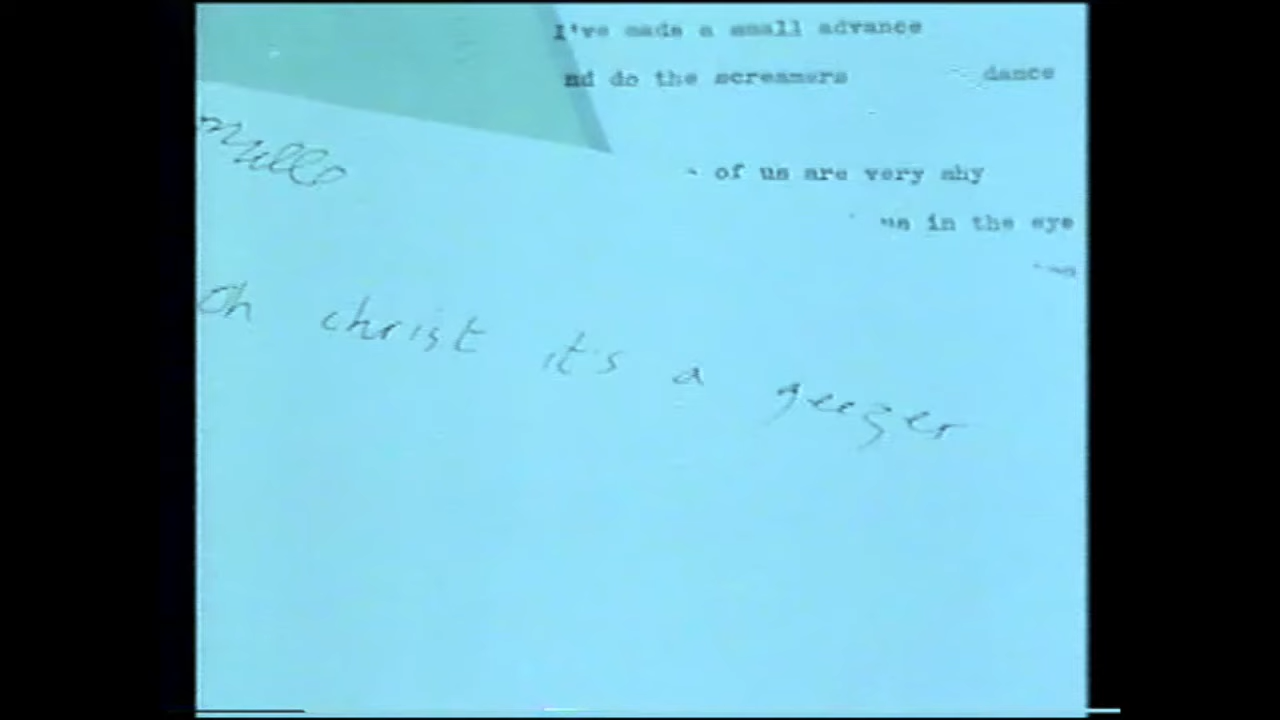 I've made a small advance
nd do the screamers dance
of us are very shy
us in the eye
Oh christ it's a geezer